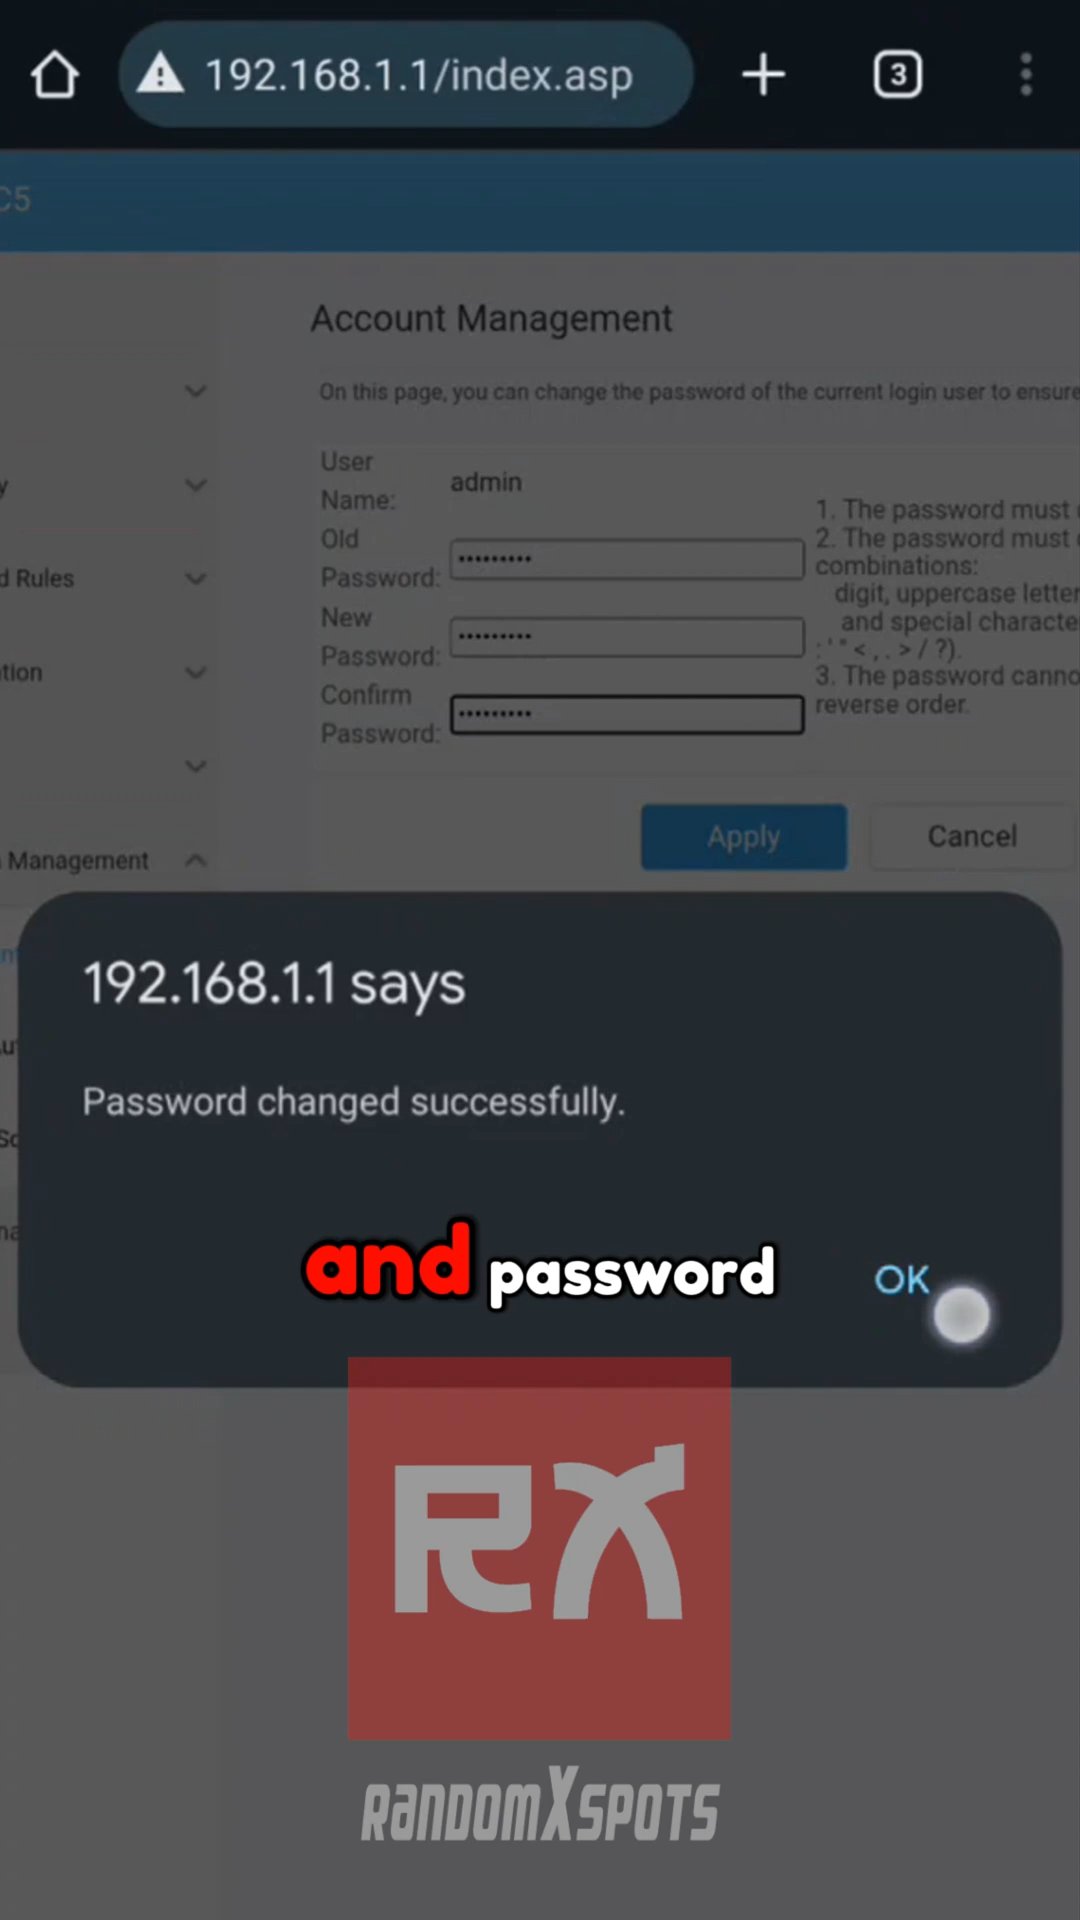 192.168.1.1/index.asp
3
C5
Account Management
On this page, you can change the password of the current login user to ensure
User
Name:
admin
Old
Password:
•••••••••
New
Password:
•••••••••
Confirm
Password:
•••••••••
1. The password must
2. The password must
combinations:
digit, uppercase letter
and special characte
: ' " < , . > / ?).
3. The password canno
reverse order.
y
d Rules
tion
Management
Apply
Cancel
192.168.1.1 says
Password changed successfully.
and password
OK
RX
RANDOMXSPOTS